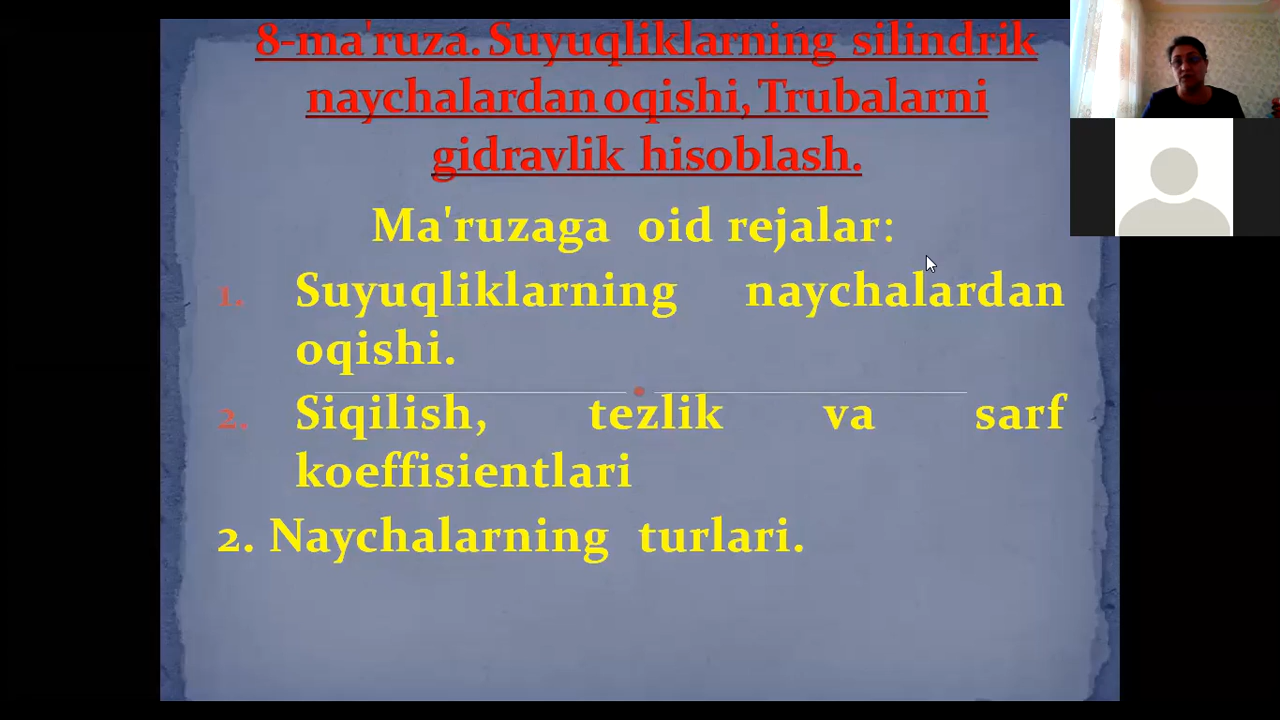 8-ma'ruza. Suyuqliklarning silindrik
naychalardan oqishi, Trubalarni
gidravlik hisoblash.
Ma'ruzaga oid rejalar:
1. Suyuqliklarning naychalardan
oqishi.
2. Siqilish, tezlik va sarf
koeffisientlari
2. Naychalarning turlari.